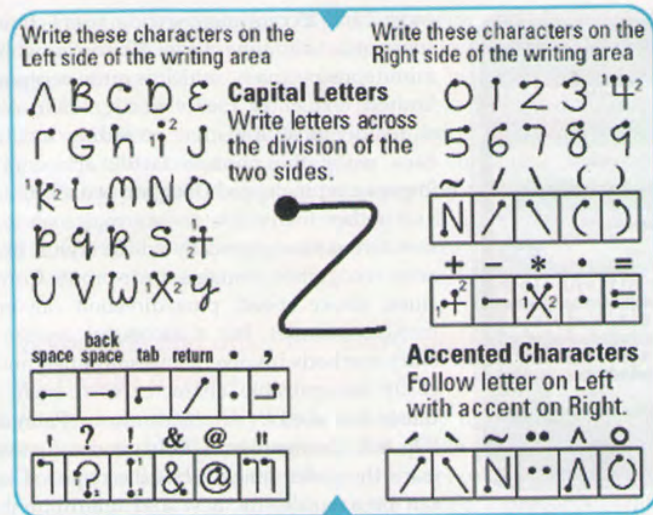 Write these characters on the
Left side of the writing area
A B C D E
F G h i J
K L M N O
P q R S t
U V W X y
Capital Letters
Write letters across
the division of the
two sides.
Z
Write these characters on the
Right side of the writing area
0 1 2 3 4
5 6 7 8 9
~ / \ ( )
N / \ ( )
+ - * . =
Accented Characters
Follow letter on Left
with accent on Right.
space back space tab return . ,
' ? ! & @ "
´ ` ~ •• ^ o